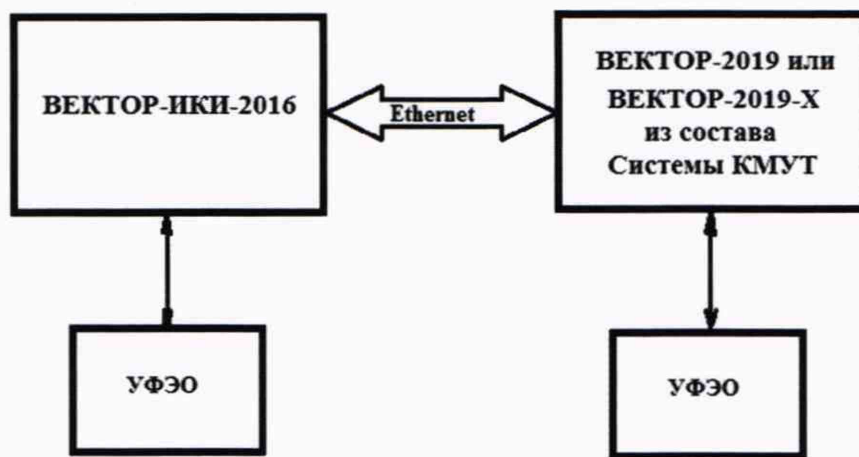 ВЕКТОР-ИКИ-2016
Ethernet
ВЕКТОР-2019 или
ВЕКТОР-2019-Х
из состава
Системы КМУТ
УФЭО
УФЭО